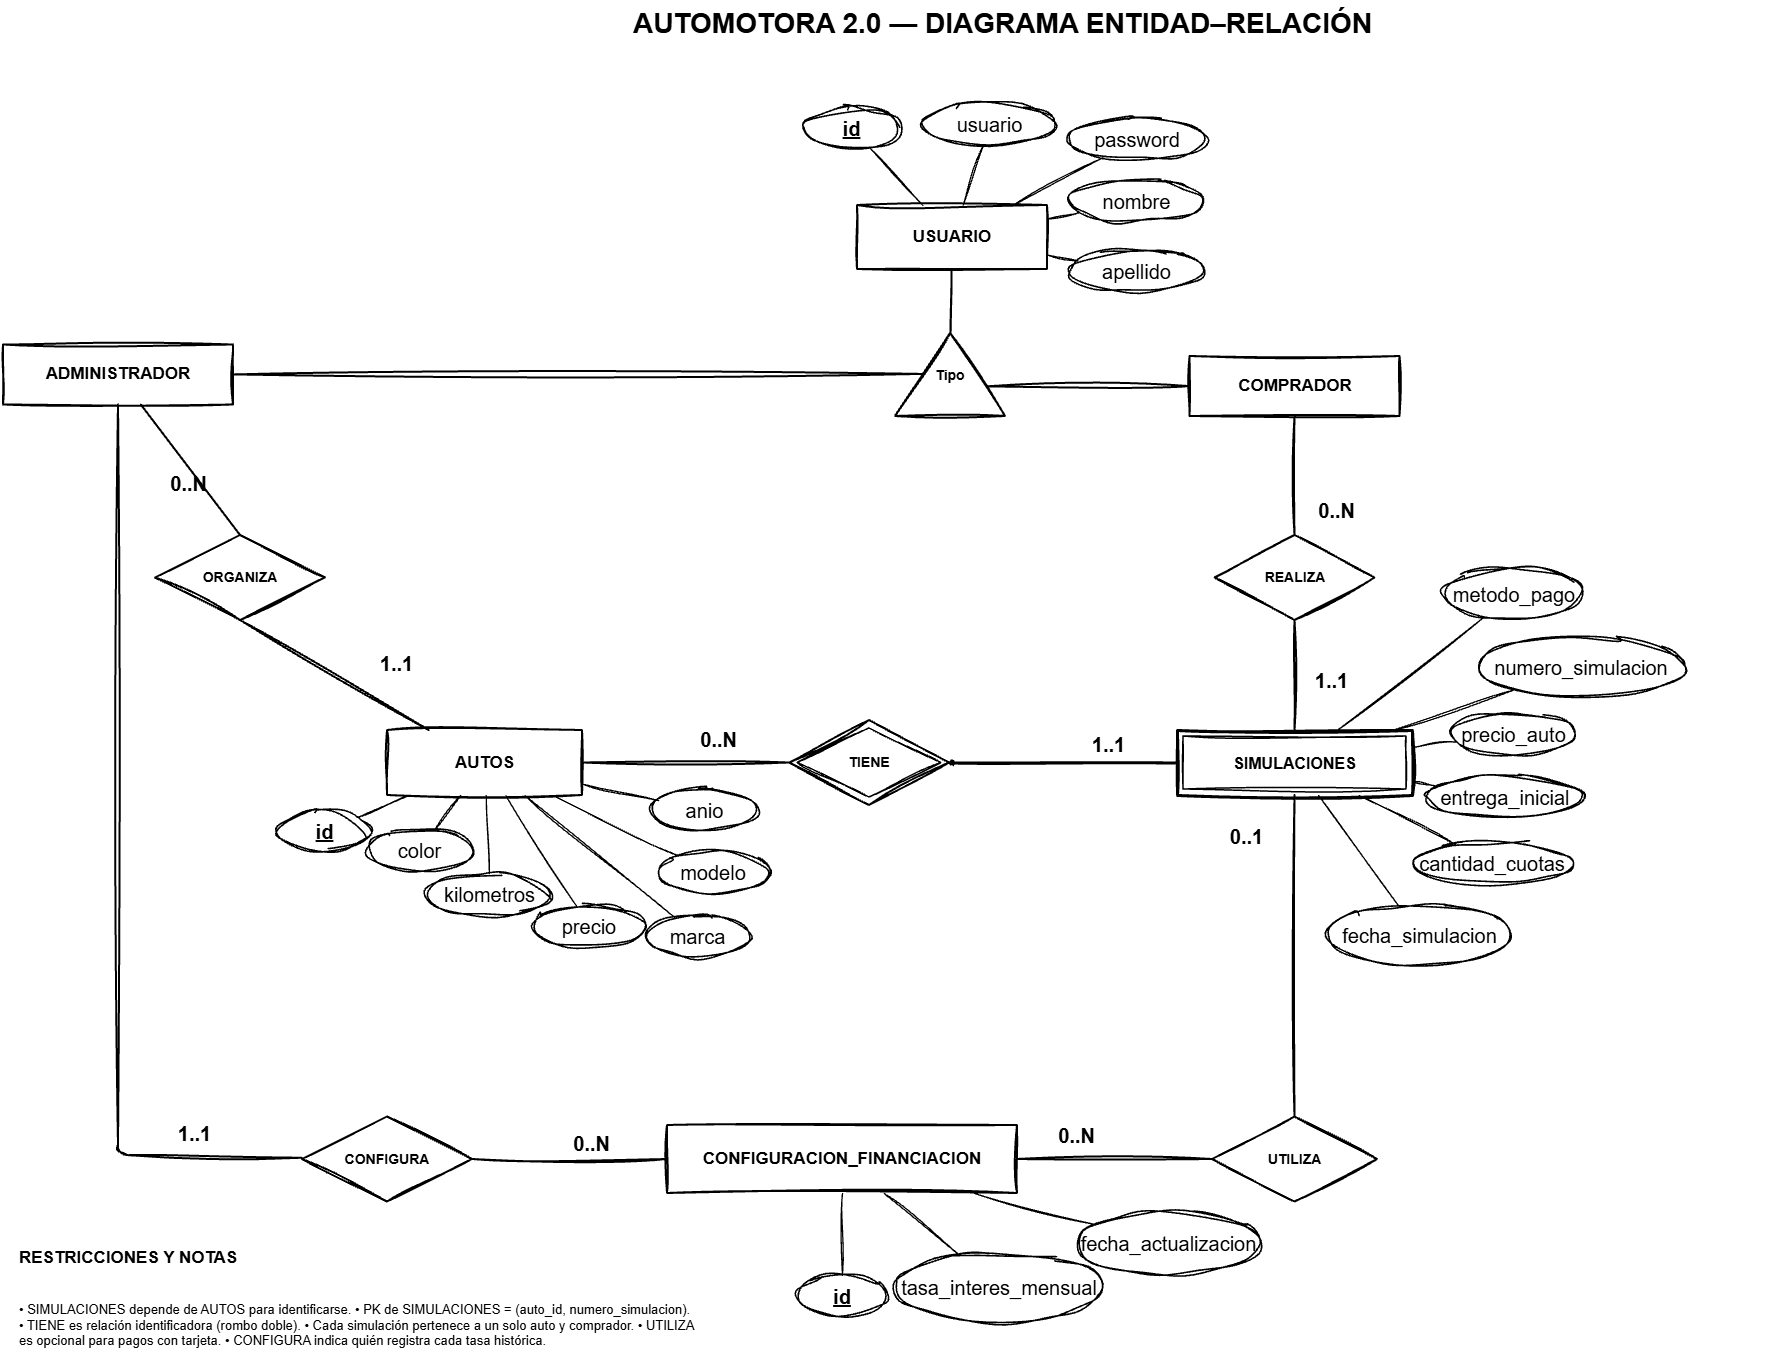 AUTOMOTORA 2.0 — DIAGRAMA ENTIDAD–RELACIÓN
id
usuario
password
nombre
apellido
USUARIO
ADMINISTRADOR
Tipo
COMPRADOR
0..N
0..N
ORGANIZA
REALIZA
metodo_pago
numero_simulacion
1..1
1..1
precio_auto
0..N
1..1
AUTOS
TIENE
SIMULACIONES
entrega_inicial
anio
id
color
0..1
cantidad_cuotas
modelo
kilometros
precio
marca
fecha_simulacion
1..1
0..N
0..N
CONFIGURA
CONFIGURACION_FINANCIACION
UTILIZA
fecha_actualizacion
tasa_interes_mensual
id
RESTRICCIONES Y NOTAS
• SIMULACIONES depende de AUTOS para identificarse. • PK de SIMULACIONES = (auto_id, numero_simulacion).
• TIENE es relación identificadora (rombo doble). • Cada simulación pertenece a un solo auto y comprador. • UTILIZA
es opcional para pagos con tarjeta. • CONFIGURA indica quién registra cada tasa histórica.